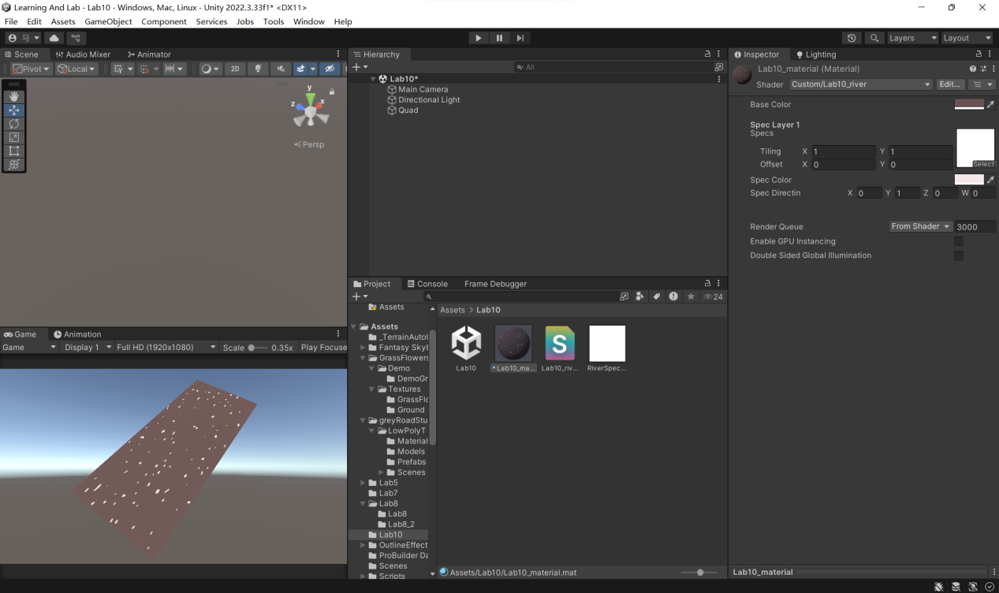 Learning And Lab - Lab10 - Windows, Mac, Linux - Unity 2022.3.33f1* <DX11>
File Edit Assets GameObject Component Services Jobs Tools Window Help
马 Layers Layout
Scene Audio Mixer Animator
Pivot Local 2D
y
z x
Persp
Game Animation
Game Display 1 Full HD (1920x1080) Scale 0.35x Play Focuse
Hierarchy
All
Lab10*
Main Camera
Directional Light
Quad
Project Console Frame Debugger
24
Assets
Assets
_TerrainAutoU
Fantasy Skyb
GrassFlowers
Demo
DemoGr
Textures
GrassFlo
Ground
greyRoadStu
LowPolyT
Material
Models
Prefabs
Scenes
Lab5
Lab7
Lab8
Lab8
Lab8_2
Lab10
OutlineEffect
ProBuilder Da
Scenes
Scripts
Assets > Lab10
Lab10 Lab10_ma... Lab10_riv... RiverSpec...
Assets/Lab10/Lab10_material.mat
Inspector Lighting
Lab10_material (Material)
Shader Custom/Lab10_river Edit...
Base Color
Spec Layer 1
Specs
Tiling X 1 Y 1
Offset X 0 Y 0
Select
Spec Color
Spec Directin X 0 Y 1 Z 0 W 0
Render Queue From Shader 3000
Enable GPU Instancing
Double Sided Global Illumination
Lab10_material